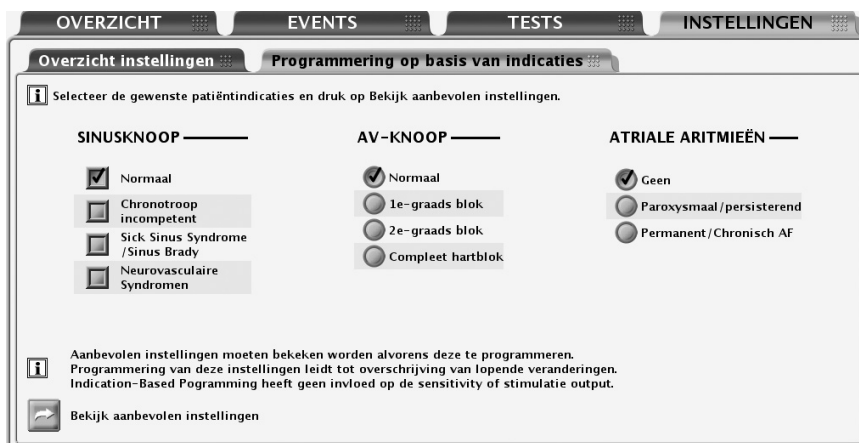 OVERZICHT EVENTS TESTS INSTELLINGEN
Overzicht instellingen Programmering op basis van indicaties
i Selecteer de gewenste patiëntindicaties en druk op Bekijk aanbevolen instellingen.
SINUSKNOOP
Normaal
Chronotroop
incompetent
Sick Sinus Syndrome
/Sinus Brady
Neurovasculaire
Syndromen
AV-KNOOP
Normaal
1e-graads blok
2e-graads blok
Compleet hartblok
ATRIALE ARITMIEËN
Geen
Paroxysmaal/persisterend
Permanent/Chronisch AF
i
Aanbevolen instellingen moeten bekeken worden alvorens deze te programmeren.
Programmering van deze instellingen leidt tot overschrijving van lopende veranderingen.
Indication-Based Pogramming heeft geen invloed op de sensitivity of stimulatie output.
Bekijk aanbevolen instellingen